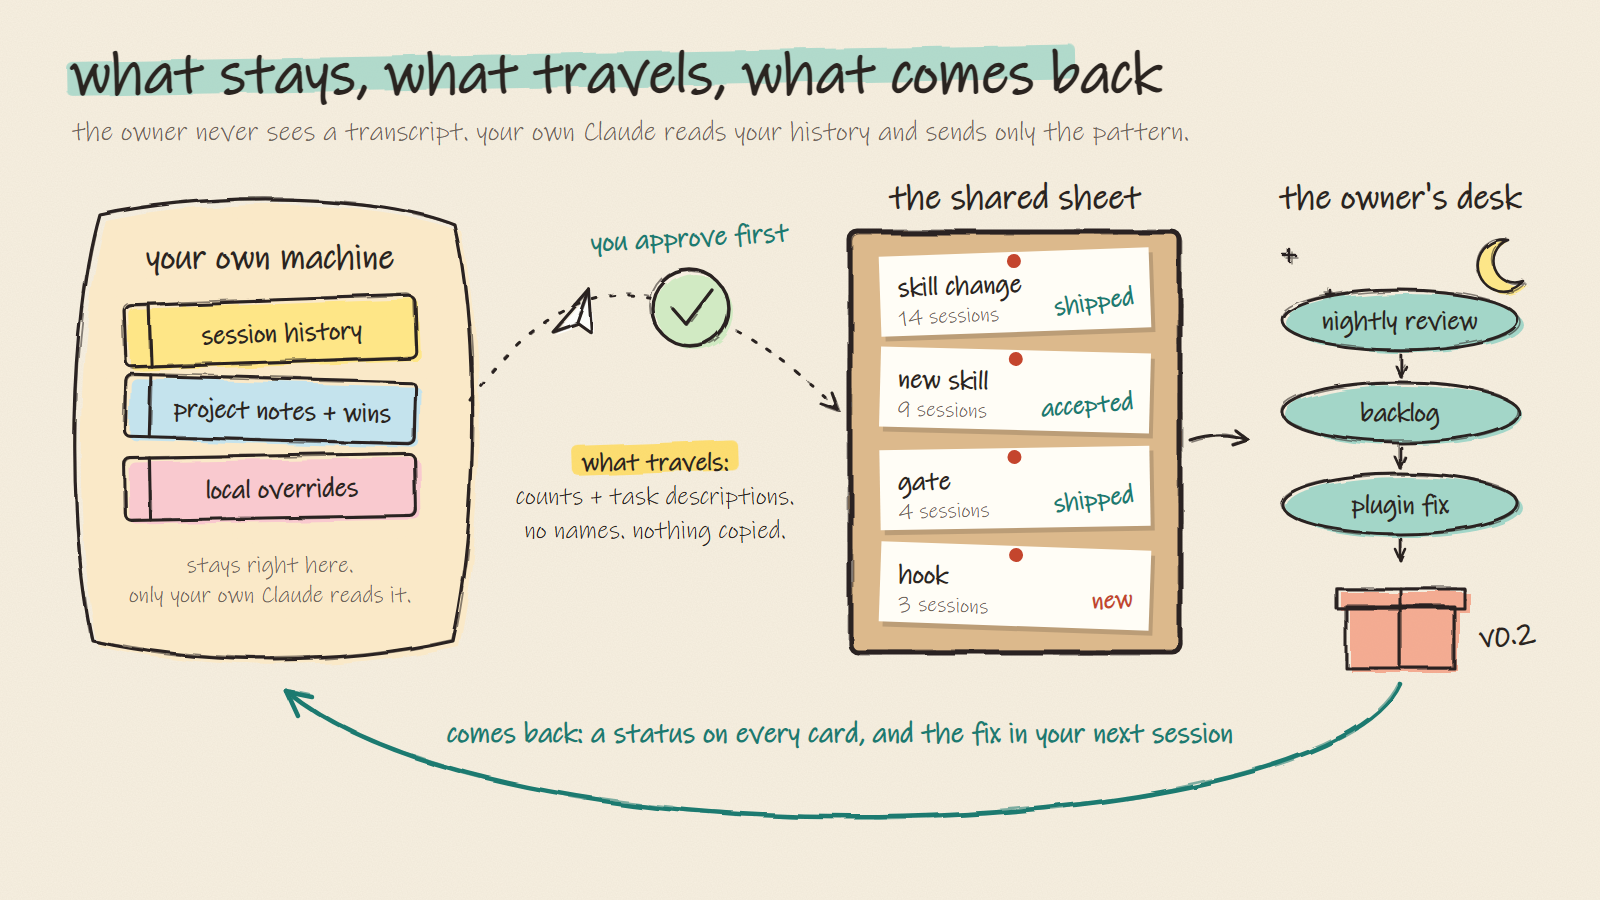 what stays, what travels, what comes back
the owner never sees a transcript. your own Claude reads your history and sends only the pattern.
your own machine
session history
project notes + wins
local overrides
stays right here.
only your own Claude reads it.
you approve first
what travels:
counts + task descriptions.
no names. nothing copied.
the shared sheet
skill change
14 sessions
shipped
new skill
9 sessions
accepted
gate
4 sessions
shipped
hook
3 sessions
new
the owner's desk
nightly review
backlog
plugin fix
v0.2
comes back: a status on every card, and the fix in your next session